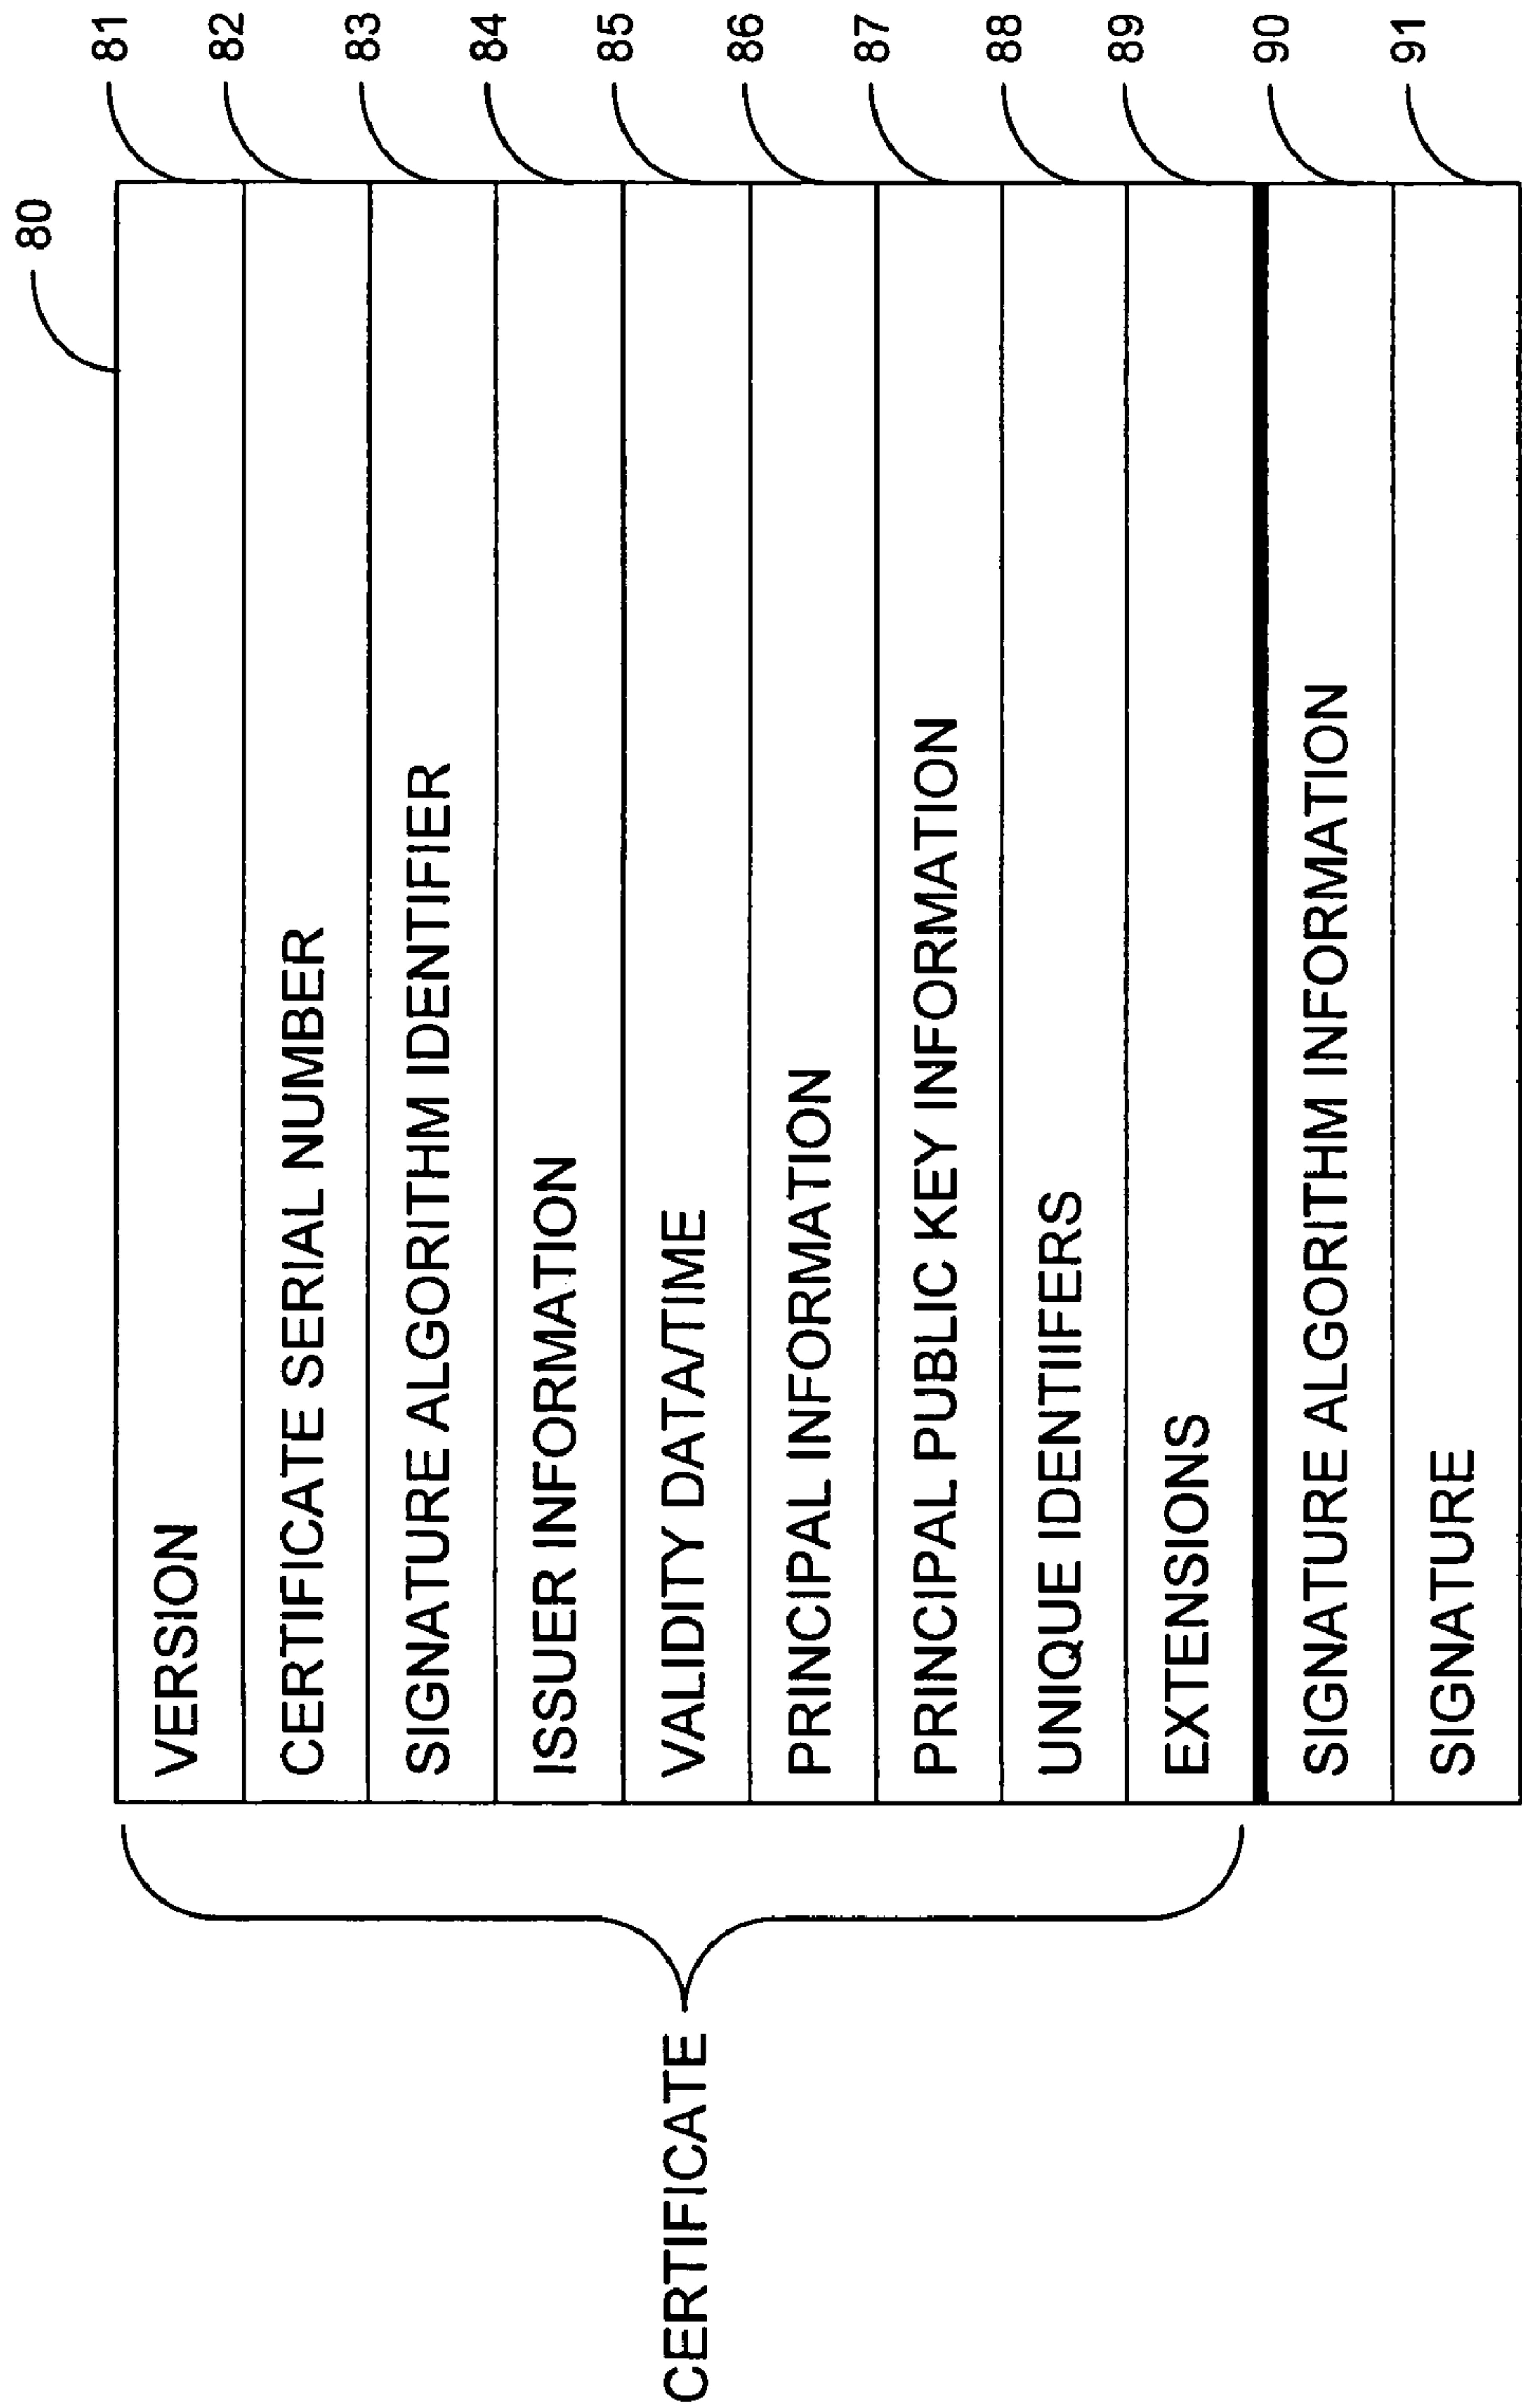 80
VERSION 81
CERTIFICATE SERIAL NUMBER 82
SIGNATURE ALGORITHM IDENTIFIER 83
ISSUER INFORMATION 84
VALIDITY DATA/TIME 85
PRINCIPAL INFORMATION 86
PRINCIPAL PUBLIC KEY INFORMATION 87
UNIQUE IDENTIIFERS 88
EXTENSIONS 89
SIGNATURE ALGORITHM INFORMATION 90
SIGNATURE 91
CERTIFICATE